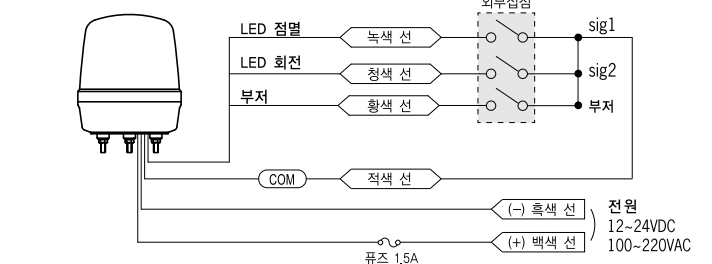 외부접점
LED 점멸
녹색 선
sig1
LED 회전
청색 선
sig2
부저
황색 선
부저
COM
적색 선
(-) 흑색 선
전원
12~24VDC
(+) 백색 선
100~220VAC
퓨즈 1.5A